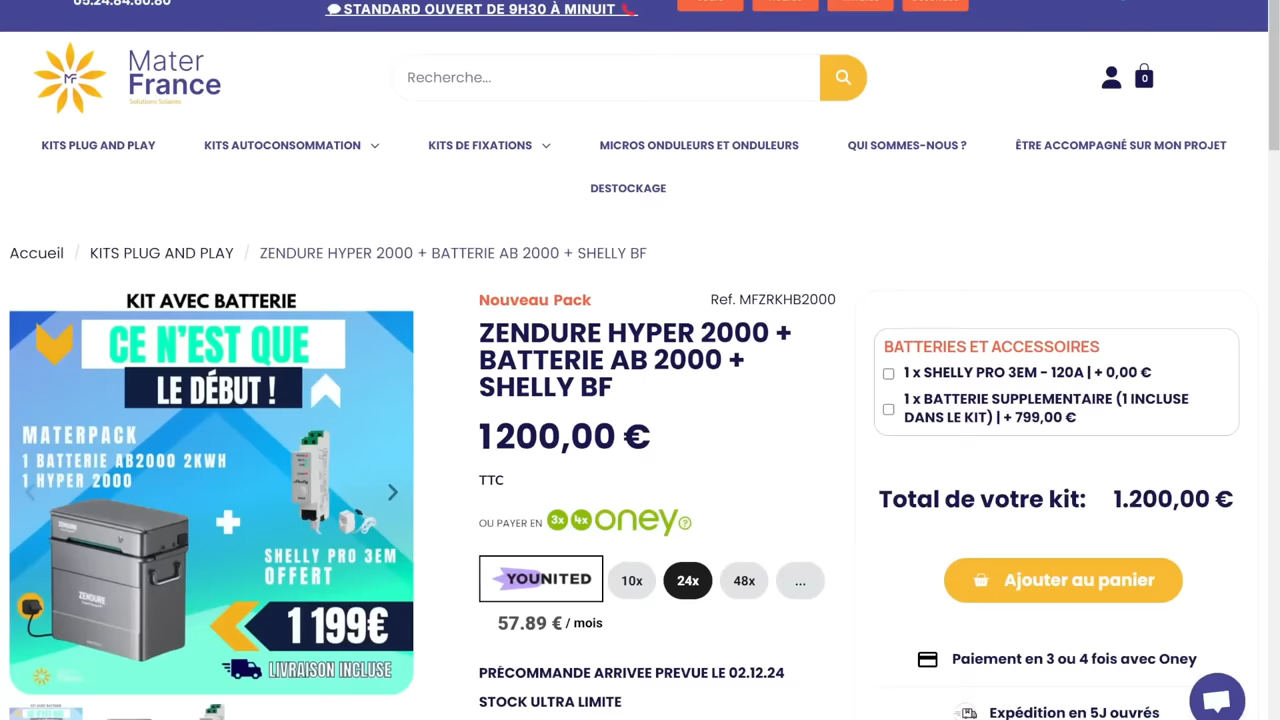 💬STANDARD OUVERT DE 9H30 À MINUIT 📞
Mater
France
Solutions Solaires
MF
Recherche...
0
KITS PLUG AND PLAY
KITS AUTOCONSOMMATION
KITS DE FIXATIONS
MICROS ONDULEURS ET ONDULEURS
QUI SOMMES-NOUS ?
ÊTRE ACCOMPAGNÉ SUR MON PROJET
DESTOCKAGE
Accueil / KITS PLUG AND PLAY / ZENDURE HYPER 2000 + BATTERIE AB 2000 + SHELLY BF
KIT AVEC BATTERIE
CE N'EST QUE
LE DÉBUT !
MATERPACK
1 BATTERIE AB2000 2KWH
1 HYPER 2000
ZENDURE
SHELLY PRO 3EM
OFFERT
1 199€
LIVRAISON INCLUSE
Nouveau Pack
Ref. MFZRKHB2000
ZENDURE HYPER 2000 +
BATTERIE AB 2000 +
SHELLY BF
1 200,00 €
TTC
OU PAYER EN 3x 4x oney ?
YOUNITED
10x
24x
48x
...
57.89 € / mois
PRÉCOMMANDE ARRIVEE PREVUE LE 02.12.24
STOCK ULTRA LIMITE
BATTERIES ET ACCESSOIRES
1 x SHELLY PRO 3EM - 120A | + 0,00 €
1 x BATTERIE SUPPLEMENTAIRE (1 INCLUSE
DANS LE KIT) | + 799,00 €
Total de votre kit: 1.200,00 €
Ajouter au panier
Paiement en 3 ou 4 fois avec Oney
Expédition en 5J ouvrés